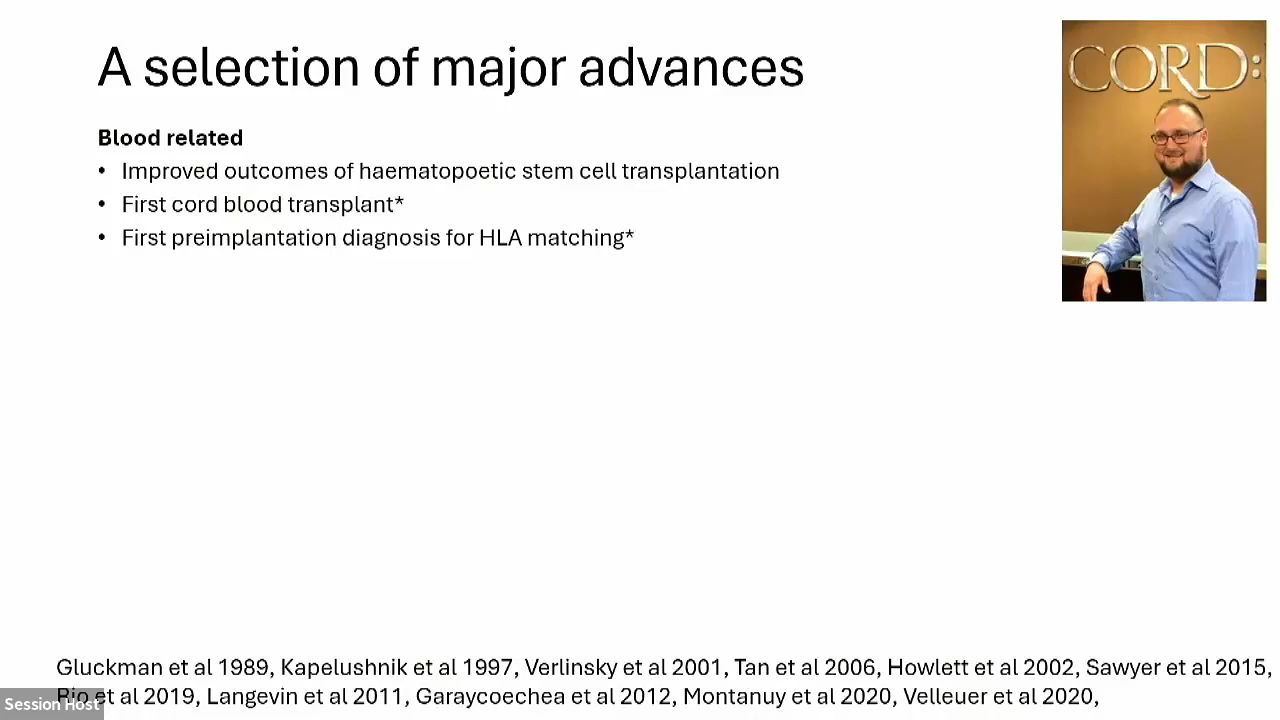 A selection of major advances
CORD:
Blood related
• Improved outcomes of haematopoetic stem cell transplantation
• First cord blood transplant*
• First preimplantation diagnosis for HLA matching*
Gluckman et al 1989, Kapelushnik et al 1997, Verlinsky et al 2001, Tan et al 2006, Howlett et al 2002, Sawyer et al 2015,
Rio et al 2019, Langevin et al 2011, Garaycoechea et al 2012, Montanuy et al 2020, Velleuer et al 2020,
Session Host